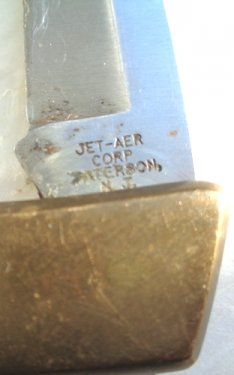 JET-AER
CORP
PATERSON,
N. J.